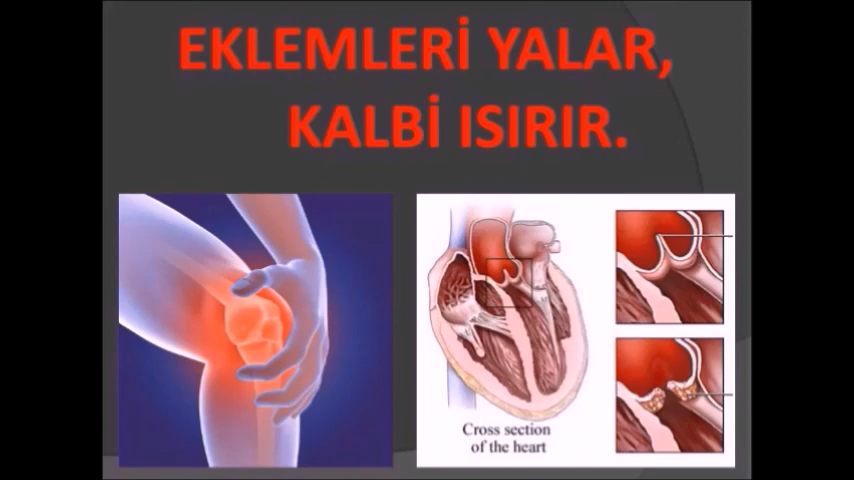 EKLEMLERİ YALAR,
KALBİ ISIRIR.
Cross section
of the heart